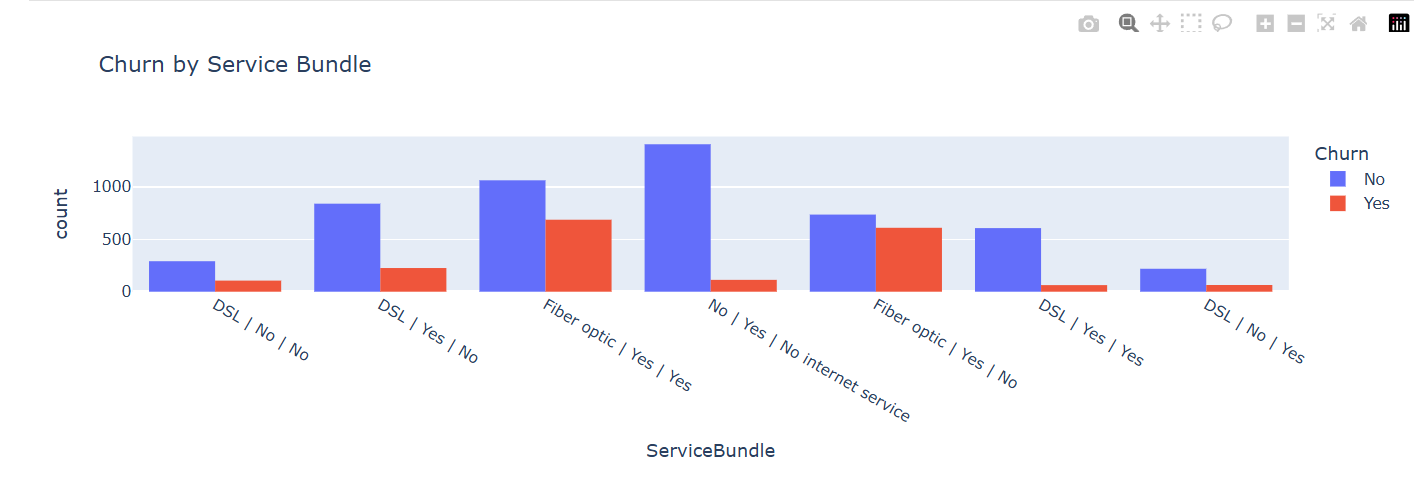 Churn by Service Bundle
count
1000
500
0
Churn
No
Yes
DSL | No | No
DSL | Yes | No
Fiber optic | Yes | Yes
No | Yes | No internet service
Fiber optic | Yes | No
DSL | Yes | Yes
DSL | No | Yes
ServiceBundle